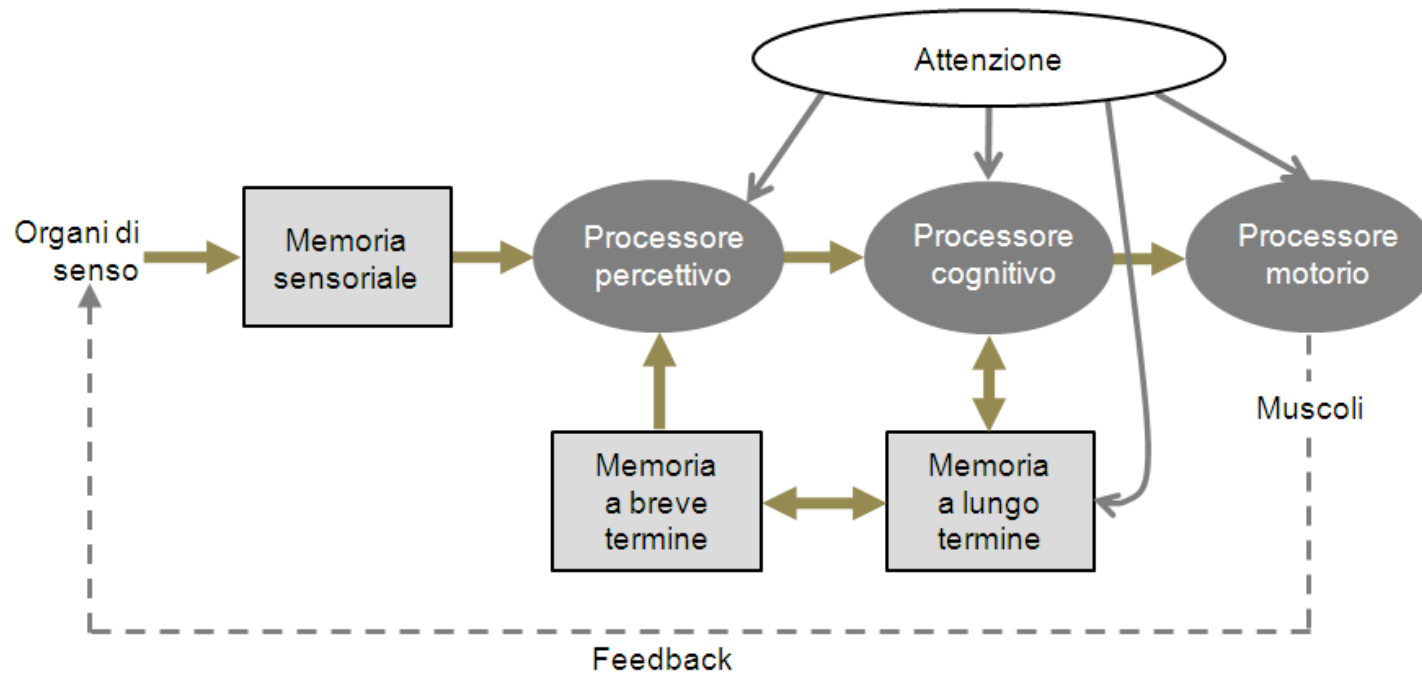 Attenzione
Organi di
senso
Memoria
sensoriale
Processore
percettivo
Processore
cognitivo
Processore
motorio
Memoria
a breve
termine
Memoria
a lungo
termine
Muscoli
Feedback